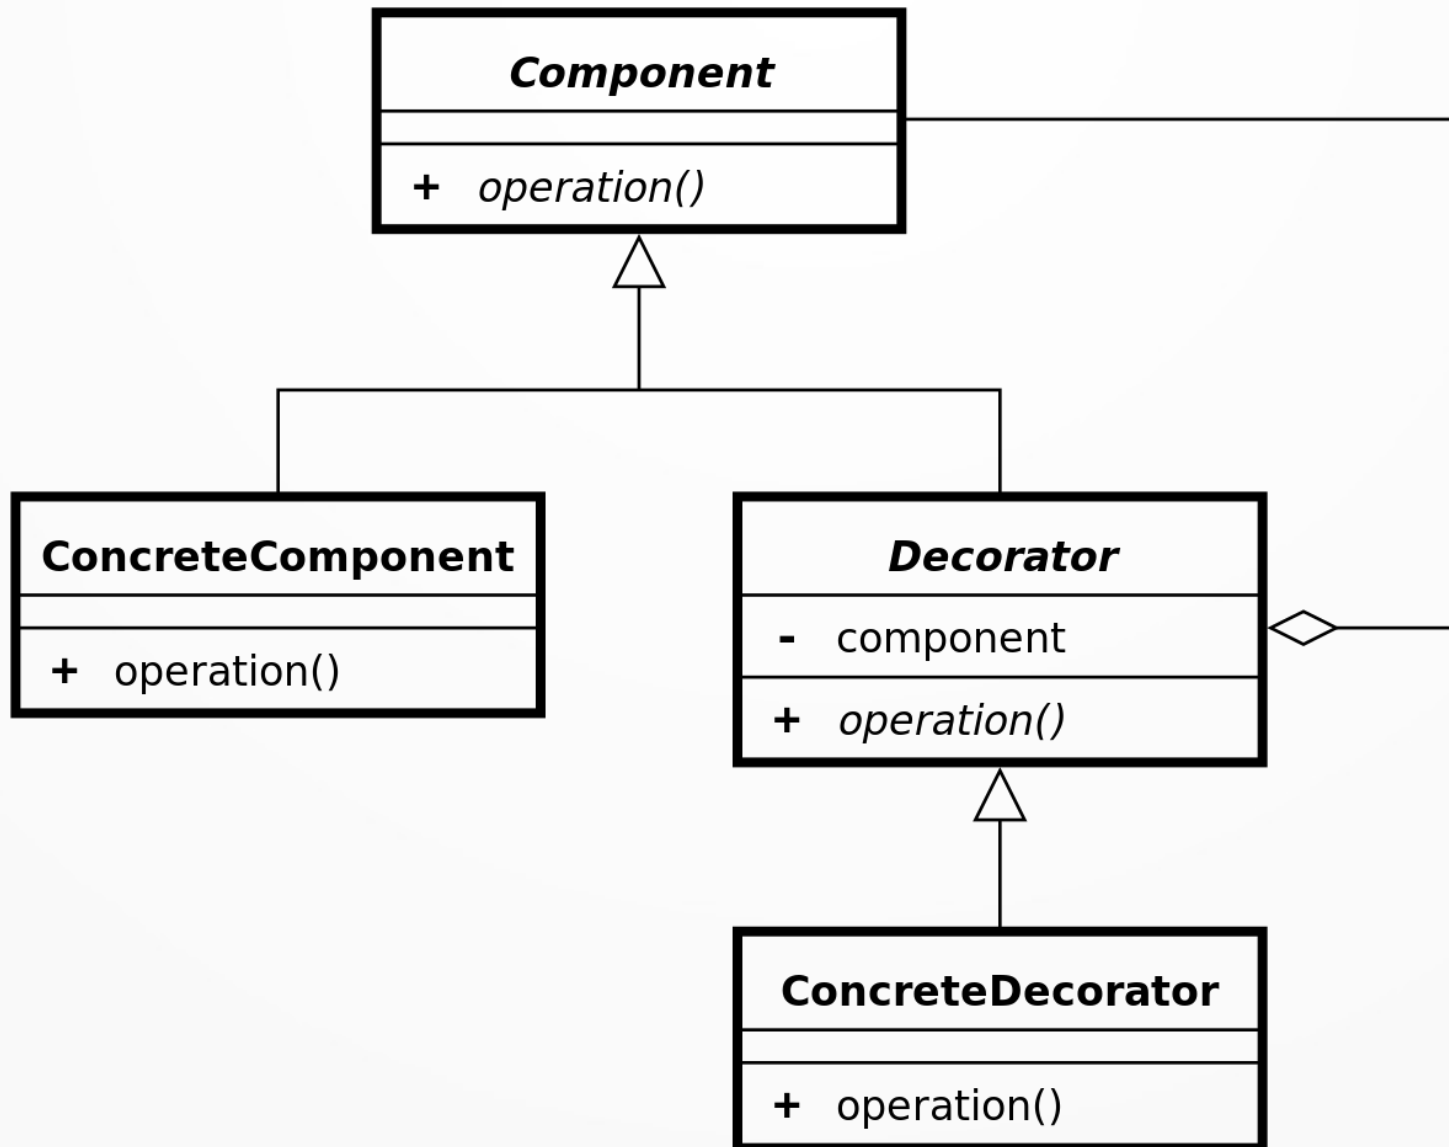 Component
+ operation()
ConcreteComponent
+ operation()
Decorator
- component
+ operation()
ConcreteDecorator
+ operation()